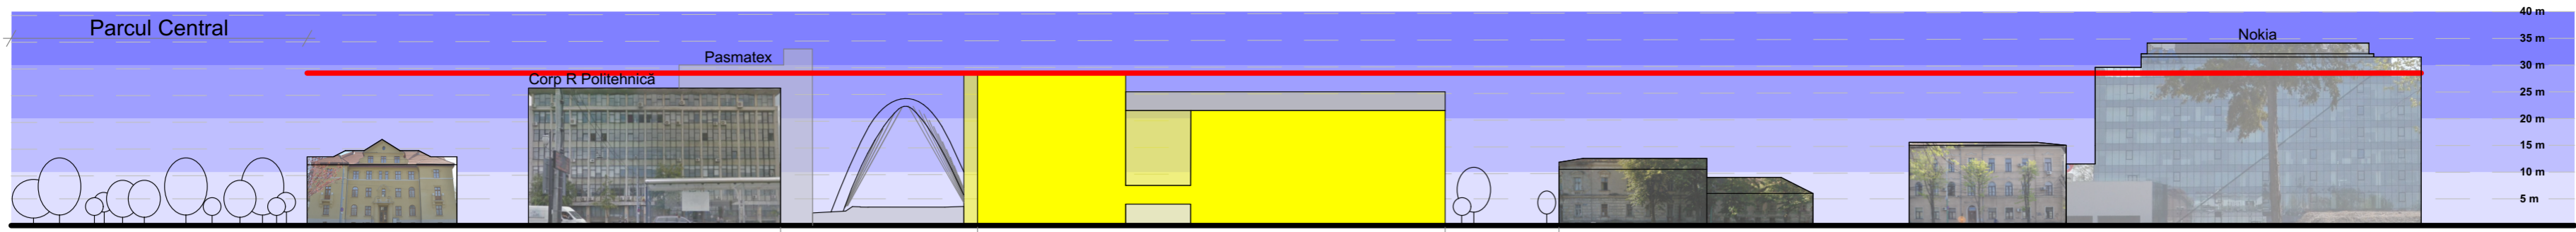 Parcul Central
Pasmatex
Corp R Politehnică
Nokia
40 m
35 m
30 m
25 m
20 m
15 m
10 m
5 m